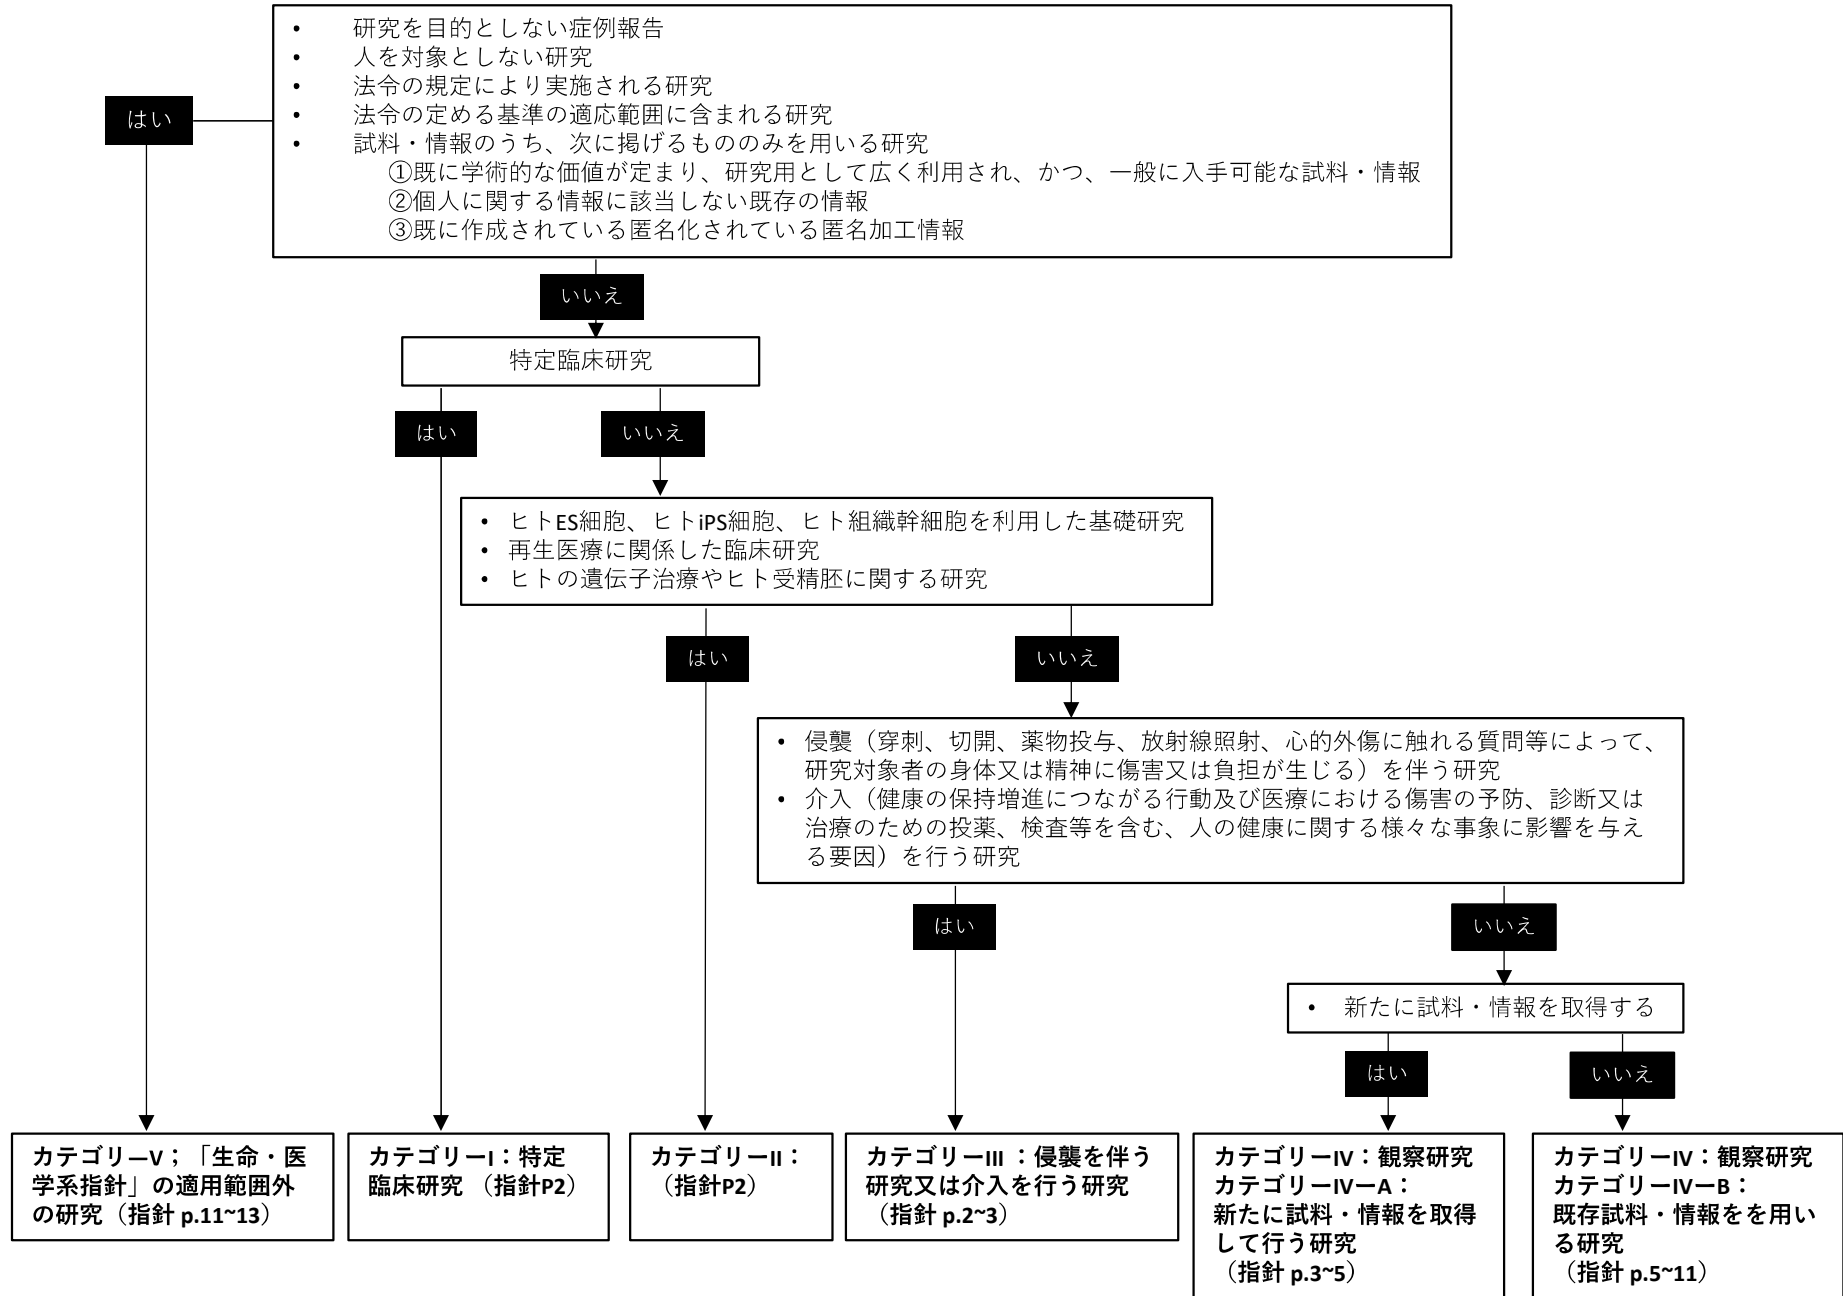 • 研究を目的としない症例報告
• 人を対象としない研究
• 法令の規定により実施される研究
• 法令の定める基準の適応範囲に含まれる研究
• 試料・情報のうち、次に掲げるもののみを用いる研究
①既に学術的な価値が定まり、研究用として広く利用され、かつ、一般に入手可能な試料・情報
②個人に関する情報に該当しない既存の情報
③既に作成されている匿名化されている匿名加工情報
はい
いいえ
特定臨床研究
はい
いいえ
• ヒトES細胞、ヒトiPS細胞、ヒト組織幹細胞を利用した基礎研究
• 再生医療に関係した臨床研究
• ヒトの遺伝子治療やヒト受精胚に関する研究
はい
いいえ
• 侵襲（穿刺、切開、薬物投与、放射線照射、心的外傷に触れる質問等によって、
研究対象者の身体又は精神に傷害又は負担が生じる）を伴う研究
• 介入（健康の保持増進につながる行動及び医療における傷害の予防、診断又は
治療のための投薬、検査等を含む、人の健康に関する様々な事象に影響を与え
る要因）を行う研究
はい
いいえ
• 新たに試料・情報を取得する
はい
いいえ
カテゴリ―V；「生命・医
学系指針」の適用範囲外
の研究（指針 p.11~13）
カテゴリーI：特定
臨床研究 （指針P2）
カテゴリーII：
（指針P2）
カテゴリーIII ：侵襲を伴う
研究又は介入を行う研究
（指針 p.2~3）
カテゴリーIV：観察研究
カテゴリーIVーA：
新たに試料・情報を取得
して行う研究
（指針 p.3~5）
カテゴリーIV：観察研究
カテゴリーIVーB：
既存試料・情報をを用い
る研究
（指針 p.5~11）